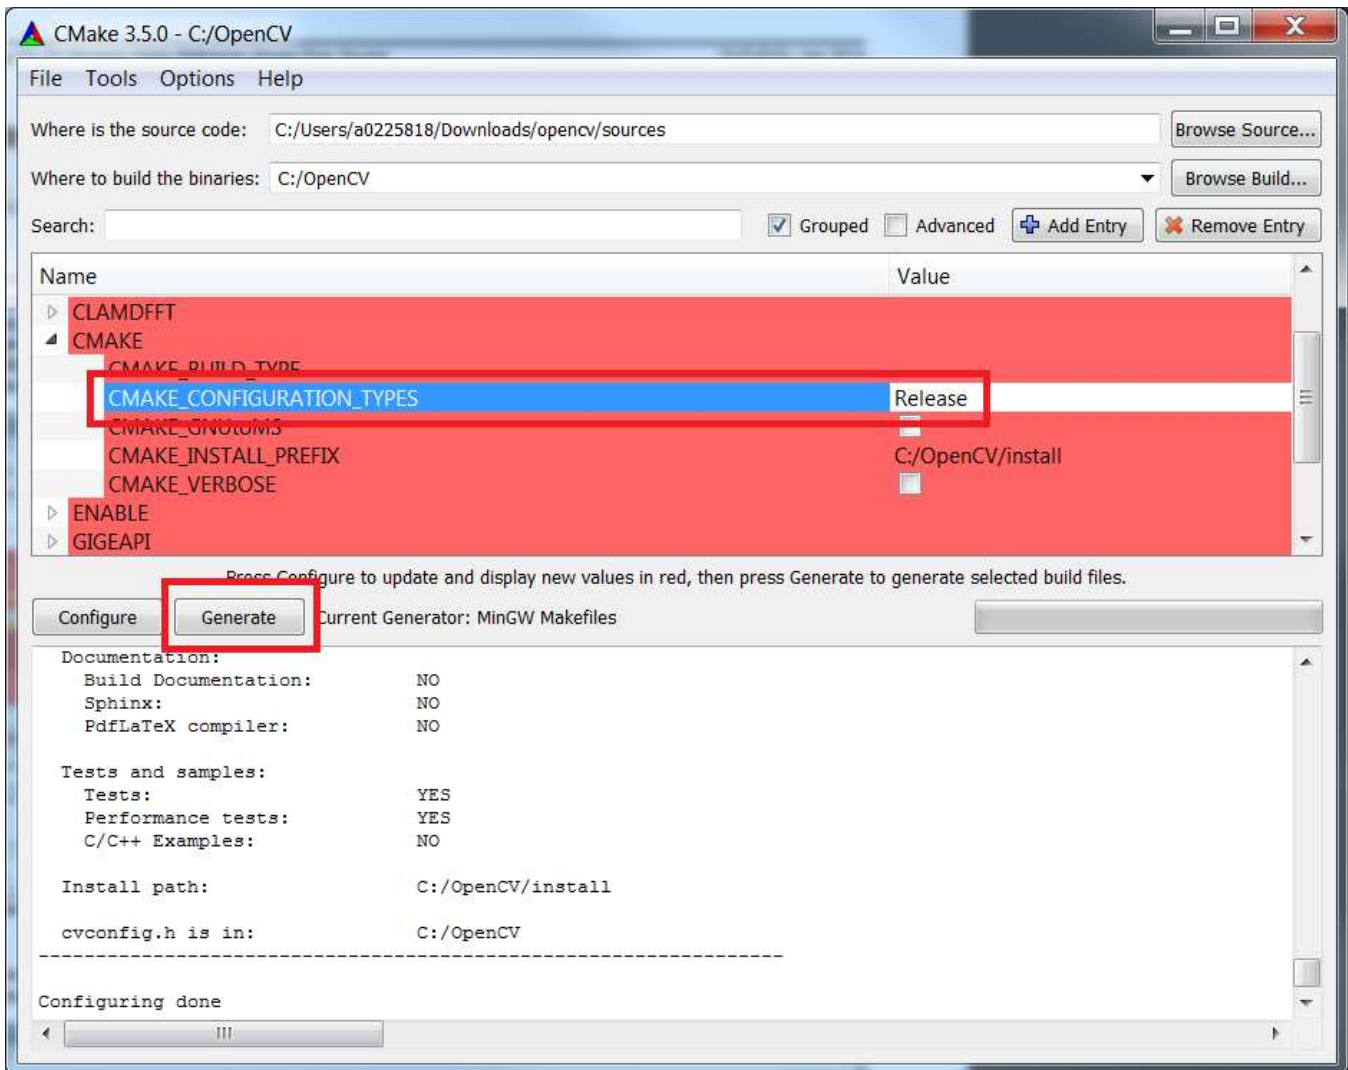 CMake 3.5.0 - C:/OpenCV
File Tools Options Help
Where is the source code: C:/Users/a0225818/Downloads/opencv/sources Browse Source...
Where to build the binaries: C:/OpenCV Browse Build...
Search: Grouped Advanced Add Entry Remove Entry
Name Value
CLAMDFFT
CMAKE
CMAKE_BUILD_TYPE
CMAKE_CONFIGURATION_TYPES Release
CMAKE_GNUtoMS
CMAKE_INSTALL_PREFIX C:/OpenCV/install
CMAKE_VERBOSE
ENABLE
GIGEAPI
Press Configure to update and display new values in red, then press Generate to generate selected build files.
Configure Generate Current Generator: MinGW Makefiles
Documentation:
Build Documentation: NO
Sphinx: NO
PdfLaTeX compiler: NO
Tests and samples:
Tests: YES
Performance tests: YES
C/C++ Examples: NO
Install path: C:/OpenCV/install
cvconfig.h is in: C:/OpenCV
-----------------------------------------------------------------
Configuring done